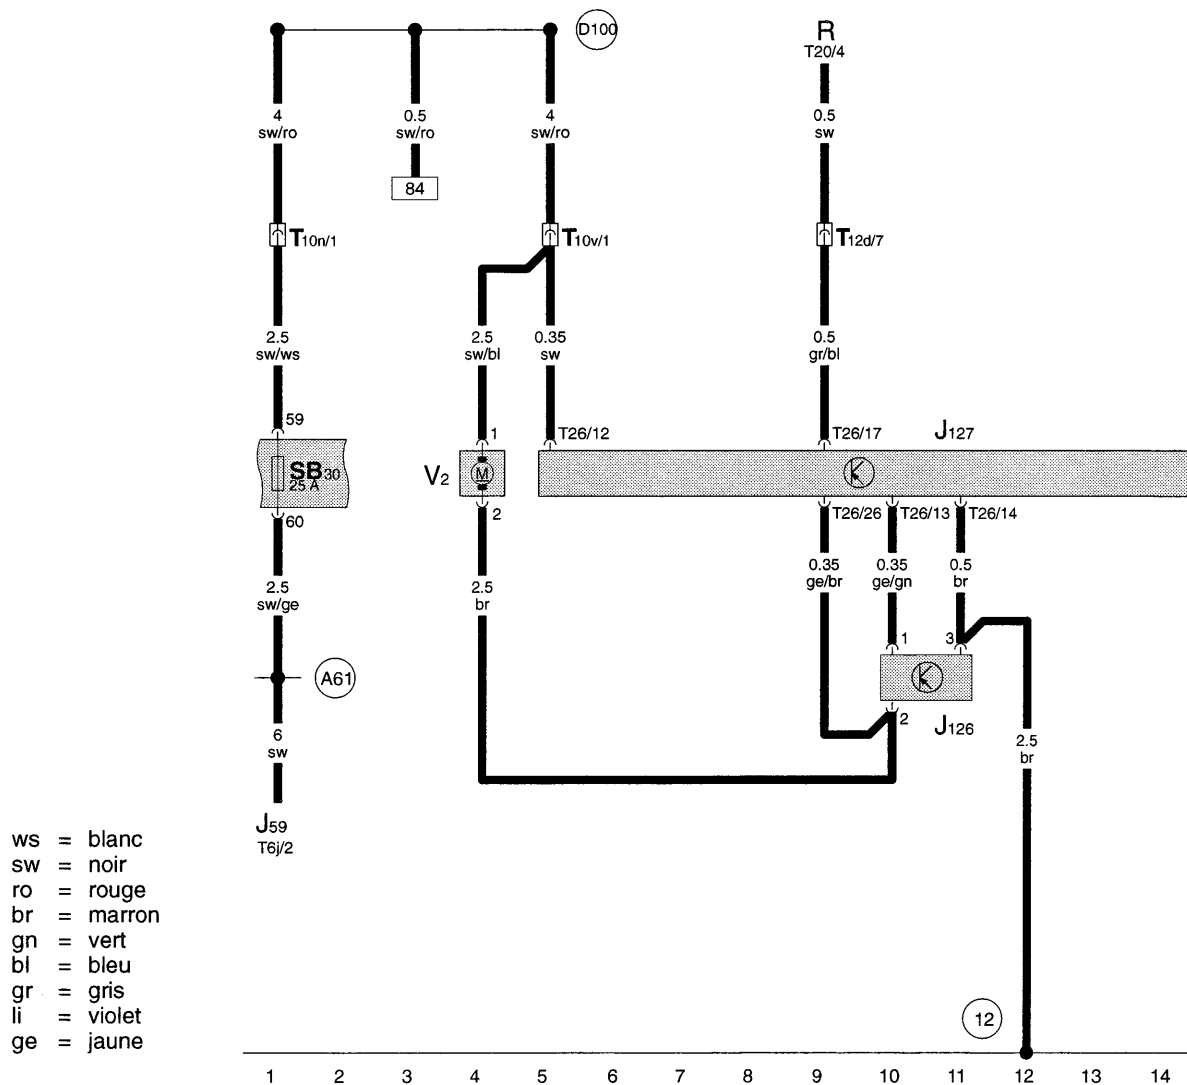 D100
R
T20/4
4
sw/ro
0.5
sw/ro
4
sw/ro
0.5
sw
84
T10n/1
T10v/1
T12d/7
2.5
sw/ws
2.5
sw/bl
0.35
sw
0.5
gr/bl
59
1
T26/12
T26/17
J127
SB30
25 A
V2
M
60
2
T26/26
T26/13
T26/14
2.5
sw/ge
2.5
br
0.35
ge/br
0.35
ge/gn
0.5
br
1
3
A61
2
J126
6
sw
2.5
br
J59
T6j/2
ws = blanc
sw = noir
ro = rouge
br = marron
gn = vert
bl = bleu
gr = gris
li = violet
ge = jaune
12
1 2 3 4 5 6 7 8 9 10 11 12 13 14